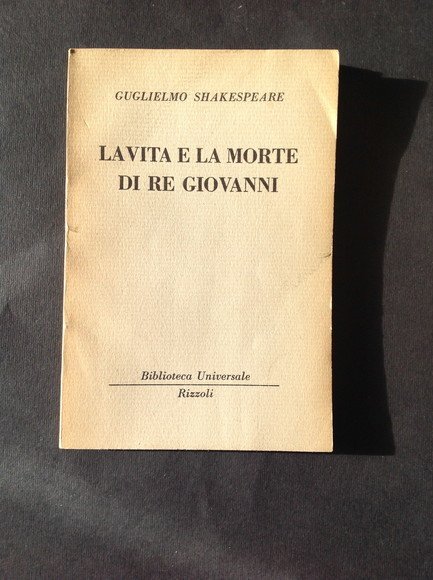 GUGLIELMO SHAKESPEARE
LA VITA E LA MORTE
DI RE GIOVANNI
Biblioteca Universale
Rizzoli